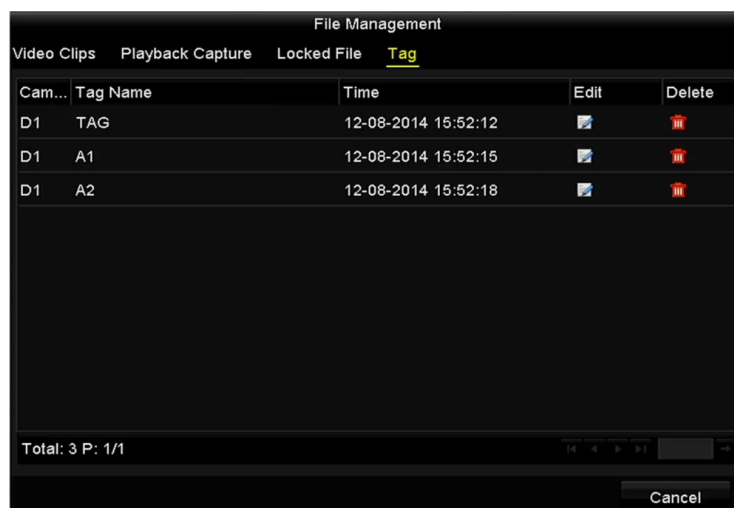 File Management
Video Clips Playback Capture Locked File Tag
Cam... Tag Name Time Edit Delete
D1 TAG 12-08-2014 15:52:12
D1 A1 12-08-2014 15:52:15
D1 A2 12-08-2014 15:52:18
Total: 3 P: 1/1
Cancel